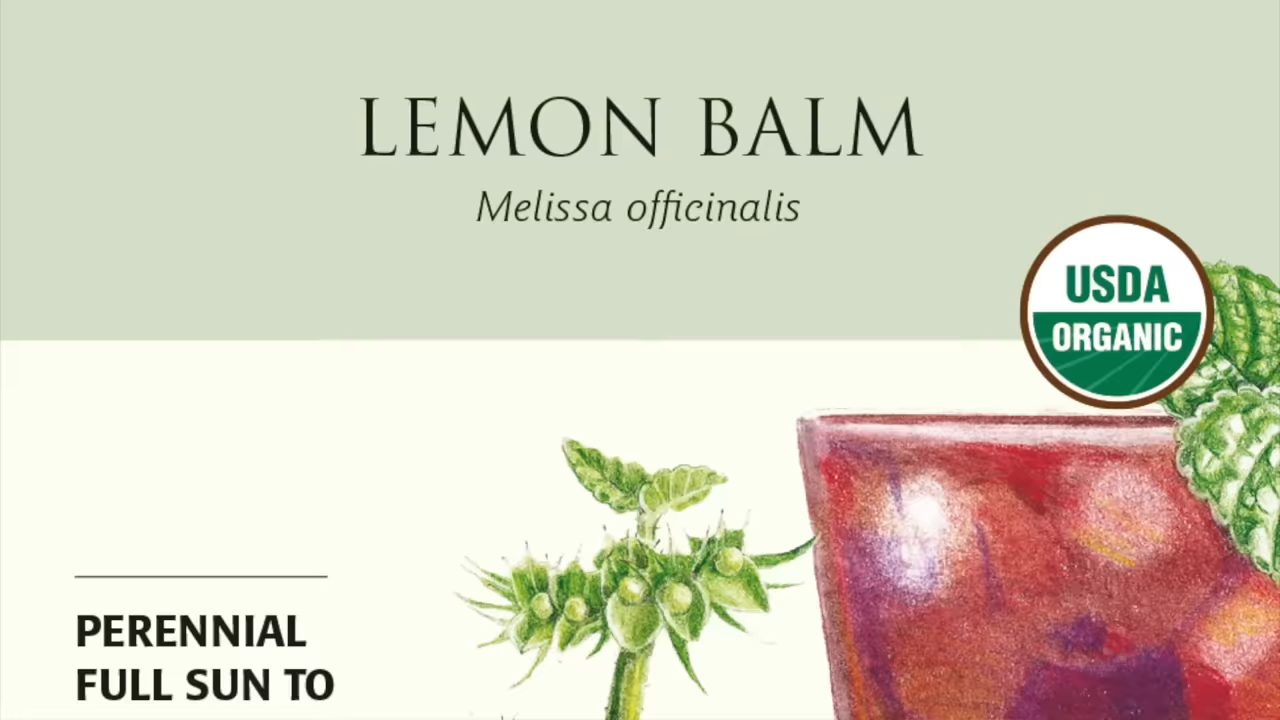 LEMON BALM
Melissa officinalis
USDA
ORGANIC
PERENNIAL
FULL SUN TO